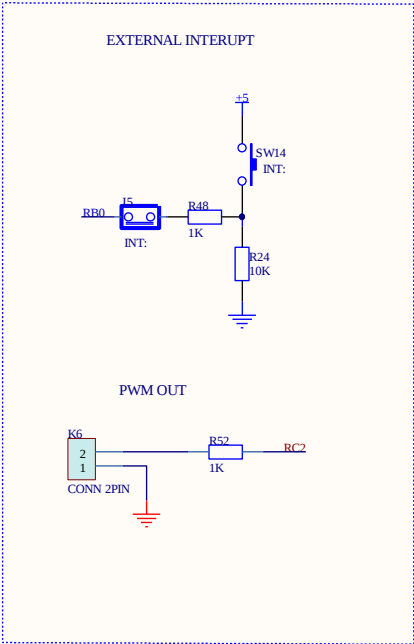 EXTERNAL INTERUPT
+5
SW14
INT:
J5
RB0
R48
INT:
1K
R24
10K
PWM OUT
K6
2
1
R52
1K
RC2
CONN 2PIN